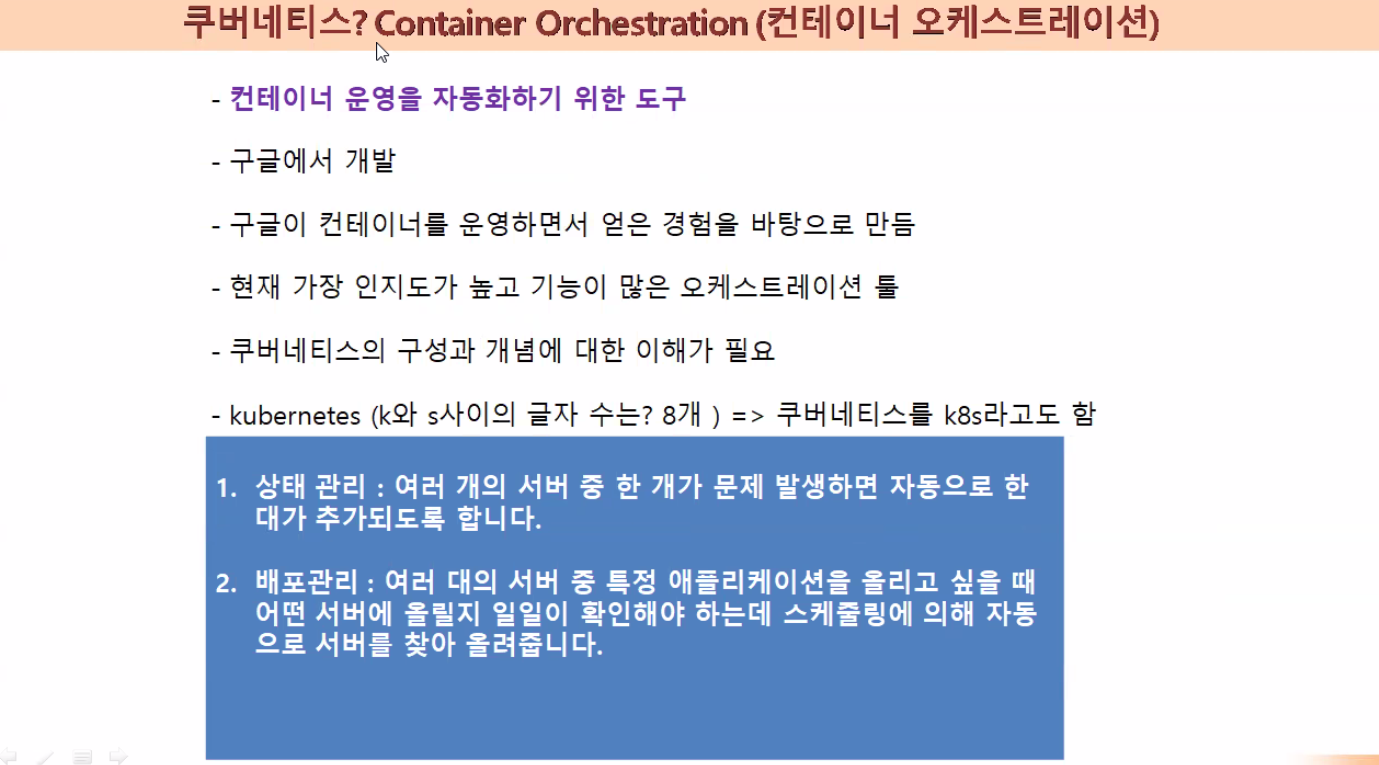 쿠버네티스? Container Orchestration (컨테이너 오케스트레이션)
- 컨테이너 운영을 자동화하기 위한 도구
- 구글에서 개발
- 구글이 컨테이너를 운영하면서 얻은 경험을 바탕으로 만듬
- 현재 가장 인지도가 높고 기능이 많은 오케스트레이션 툴
- 쿠버네티스의 구성과 개념에 대한 이해가 필요
- kubernetes (k와 s사이의 글자 수는? 8개 ) => 쿠버네티스를 k8s라고도 함
1. 상태 관리 : 여러 개의 서버 중 한 개가 문제 발생하면 자동으로 한
대가 추가되도록 합니다.
2. 배포관리 : 여러 대의 서버 중 특정 애플리케이션을 올리고 싶을 때
어떤 서버에 올릴지 일일이 확인해야 하는데 스케줄링에 의해 자동
으로 서버를 찾아 올려줍니다.